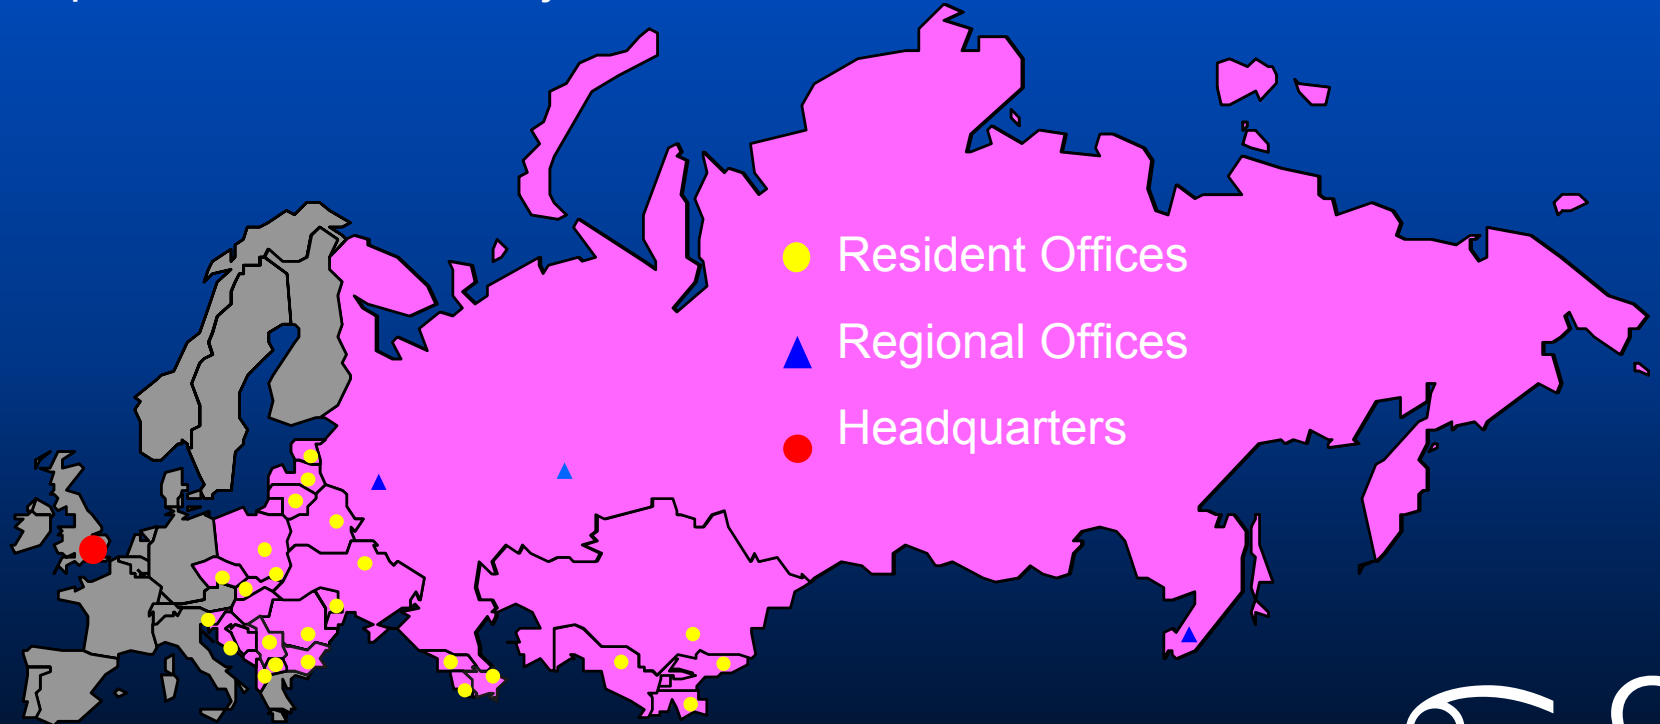 Resident Offices
Regional Offices
Headquarters